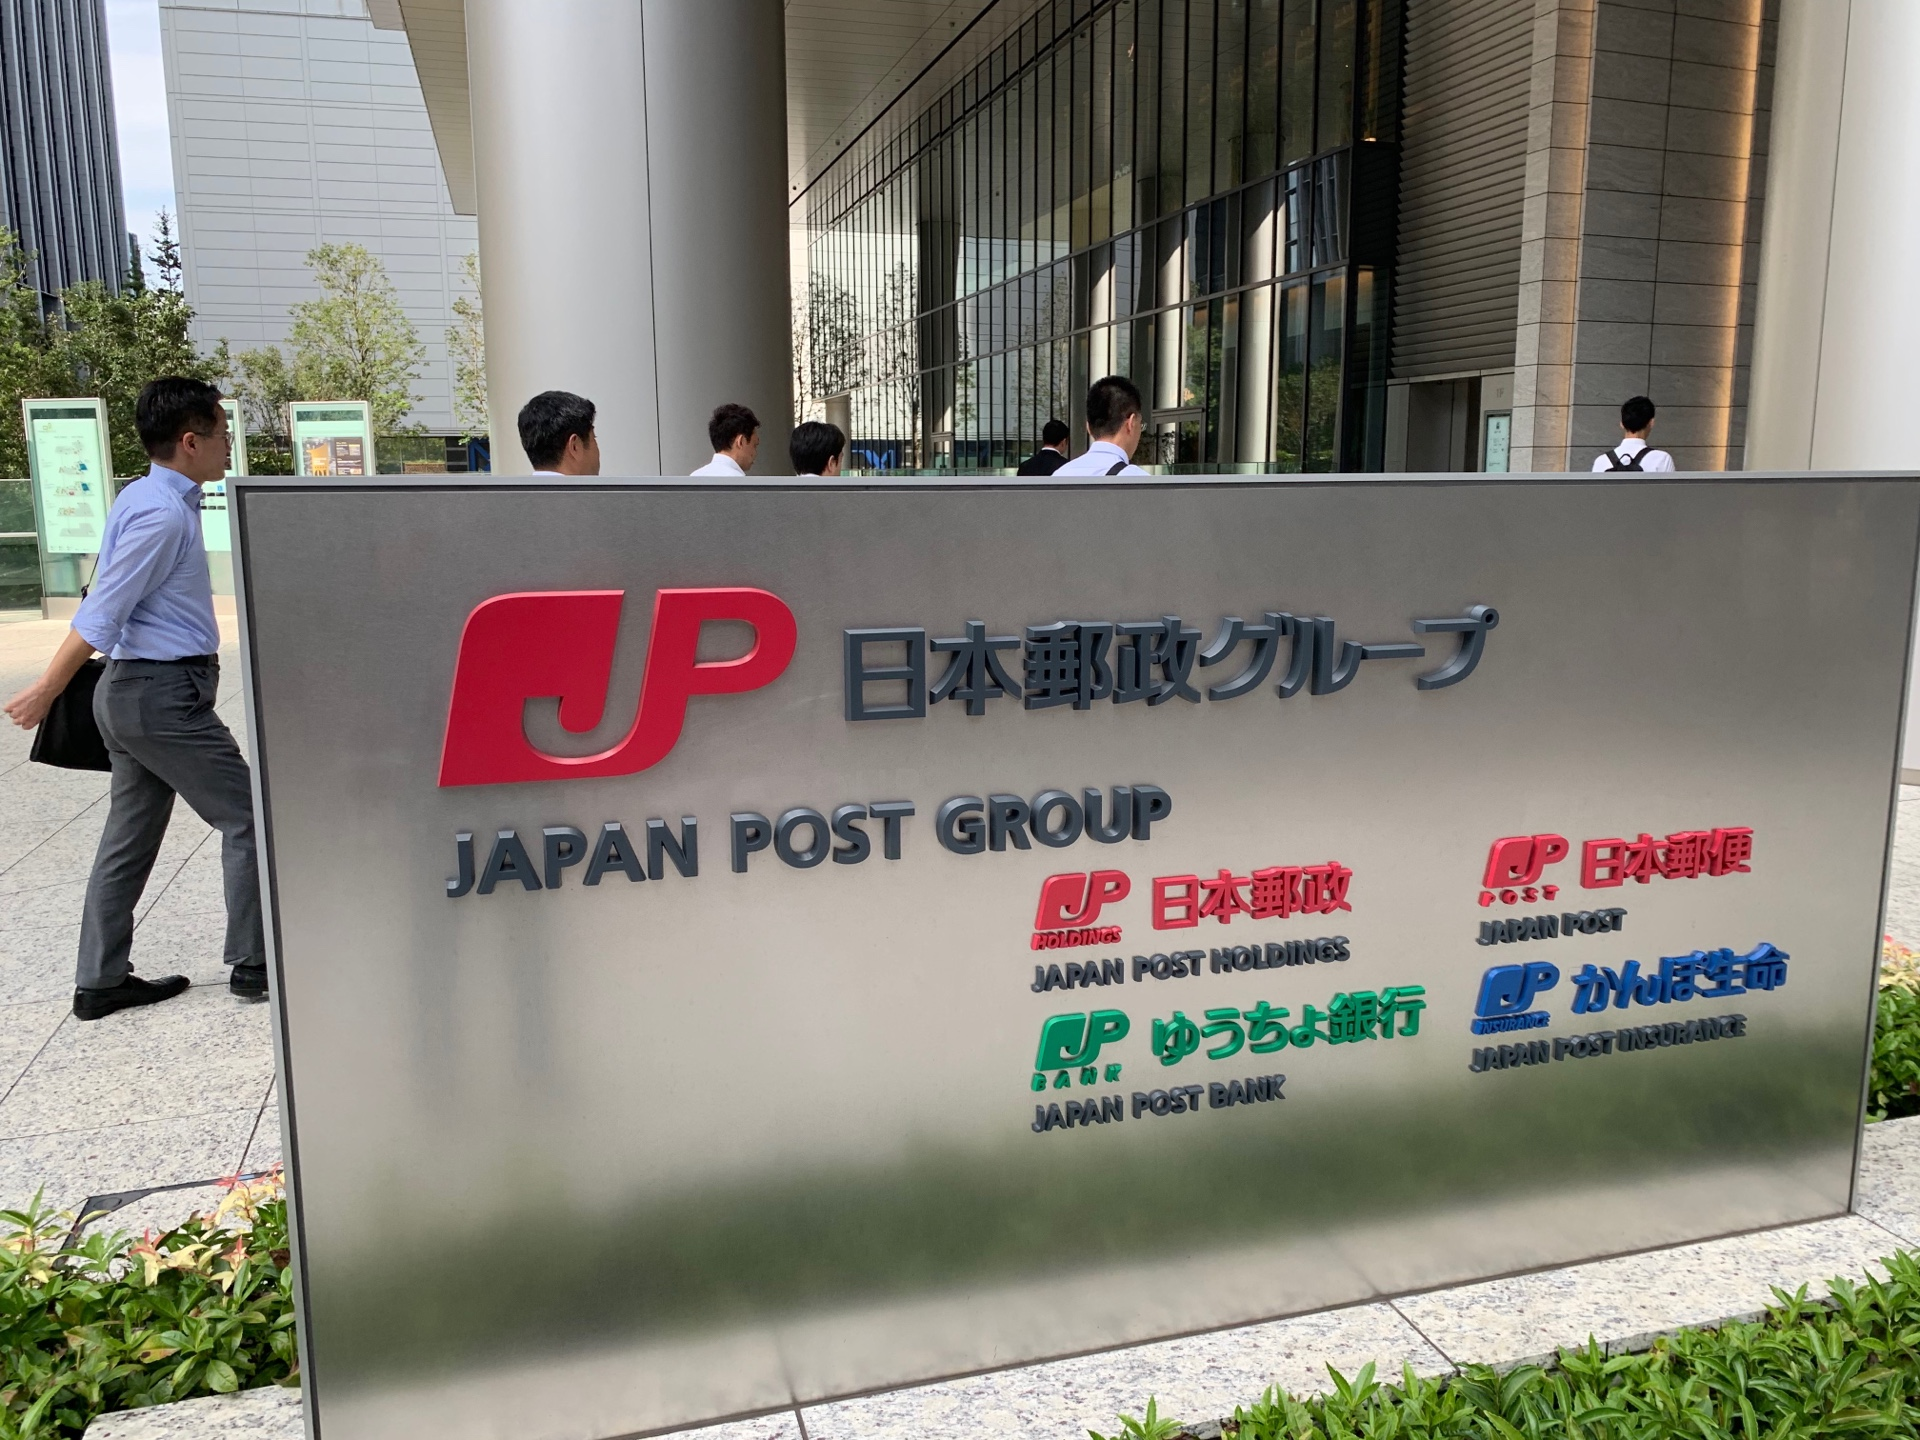 JP 日本郵政グループ
JAPAN POST GROUP
JP 日本郵政
HOLDINGS
JAPAN POST HOLDINGS
JP 日本郵便
POST
JAPAN POST
JP ゆうちょ銀行
BANK
JAPAN POST BANK
JP かんぽ生命
INSURANCE
JAPAN POST INSURANCE